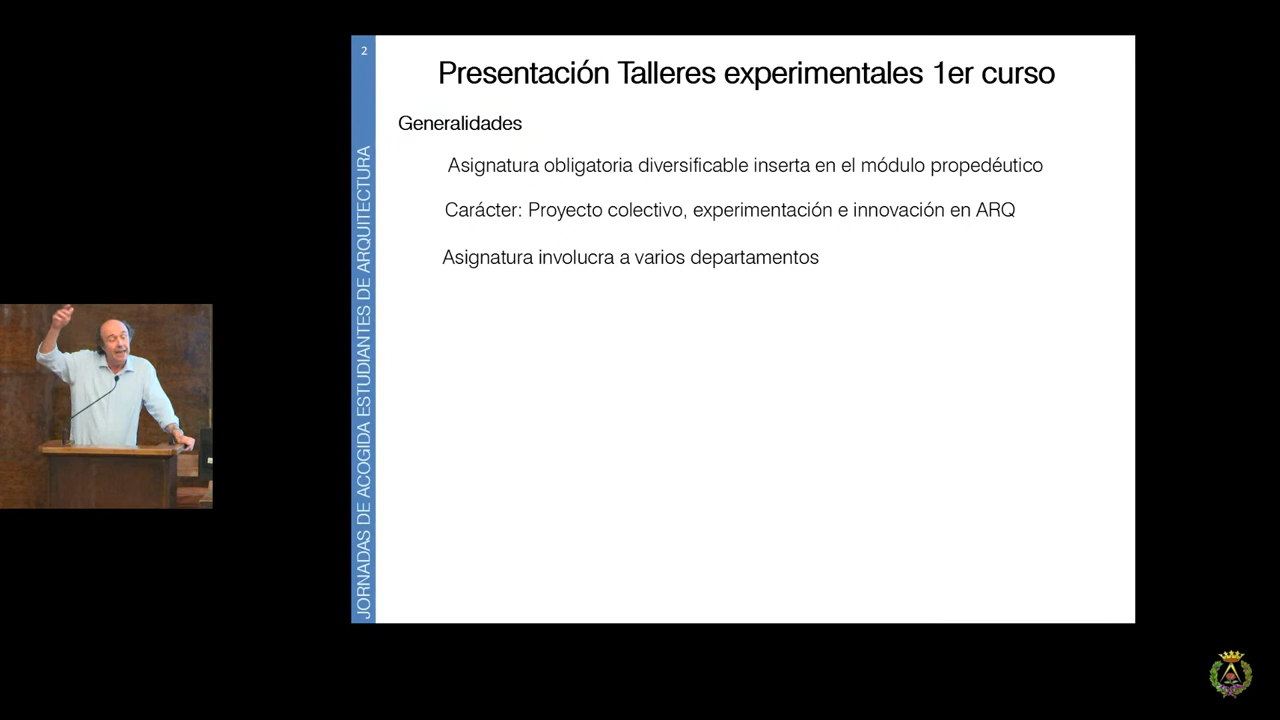 2
Presentación Talleres experimentales 1er curso
Generalidades
Asignatura obligatoria diversificable inserta en el módulo propedéutico
Carácter: Proyecto colectivo, experimentación e innovación en ARQ
Asignatura involucra a varios departamentos
JORNADAS DE ACOGIDA ESTUDIANTES DE ARQUITECTURA